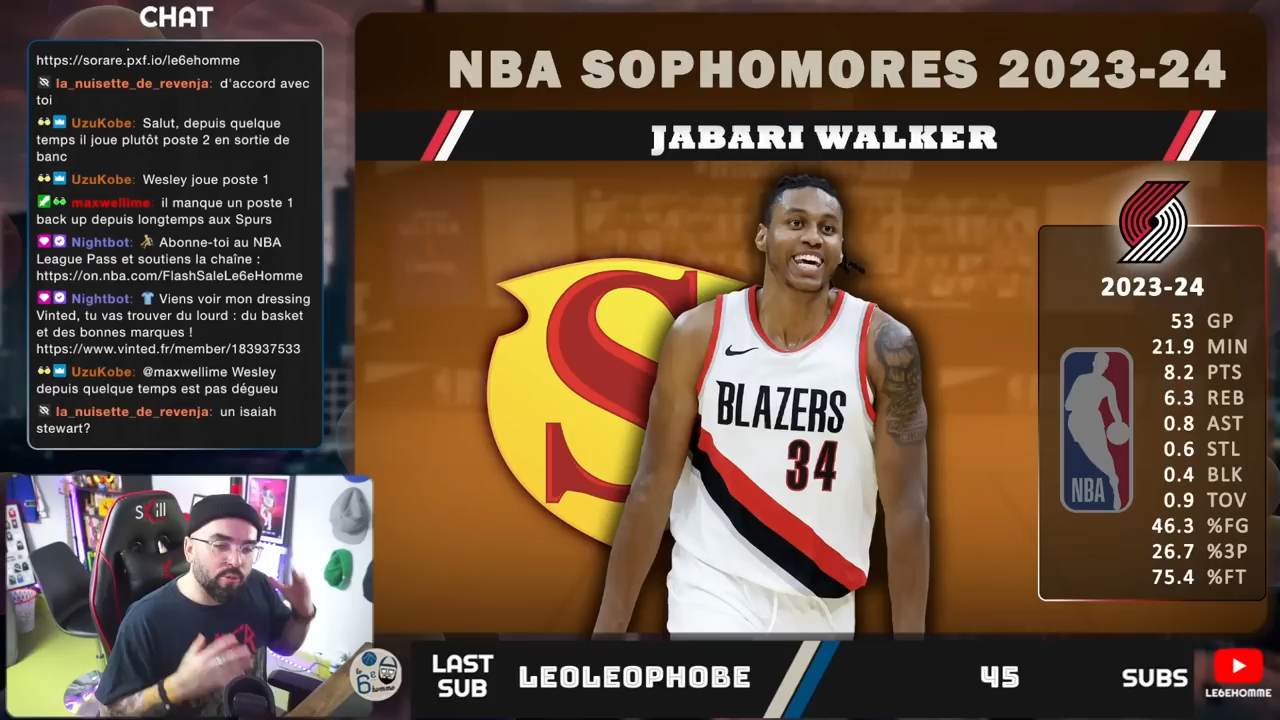 CHAT
https://sorare.pxf.io/le6ehomme
la_nuisette_de_revenja: d'accord avec
toi
UzuKobe: Salut, depuis quelque
temps il joue plutôt poste 2 en sortie de
banc
UzuKobe: Wesley joue poste 1
maxwellime: il manque un poste 1
back up depuis longtemps aux Spurs
Nightbot: Abonne-toi au NBA
League Pass et soutiens la chaîne :
https://on.nba.com/FlashSaleLe6eHomme
Nightbot: Viens voir mon dressing
Vinted, tu vas trouver du lourd : du basket
et des bonnes marques !
https://www.vinted.fr/member/183937533
UzuKobe: @maxwellime Wesley
depuis quelque temps est pas dégueu
la_nuisette_de_revenja: un isaiah
stewart?
NBA SOPHOMORES 2023-24
JABARI WALKER
S
BLAZERS
34
2023-24
53 GP
21.9 MIN
8.2 PTS
6.3 REB
0.8 AST
0.6 STL
0.4 BLK
0.9 TOV
46.3 %FG
26.7 %3P
75.4 %FT
NBA
Skill
le
6e
homme
LAST
SUB
LEOLEOPHOBE
45
SUBS
LE6EHOMME